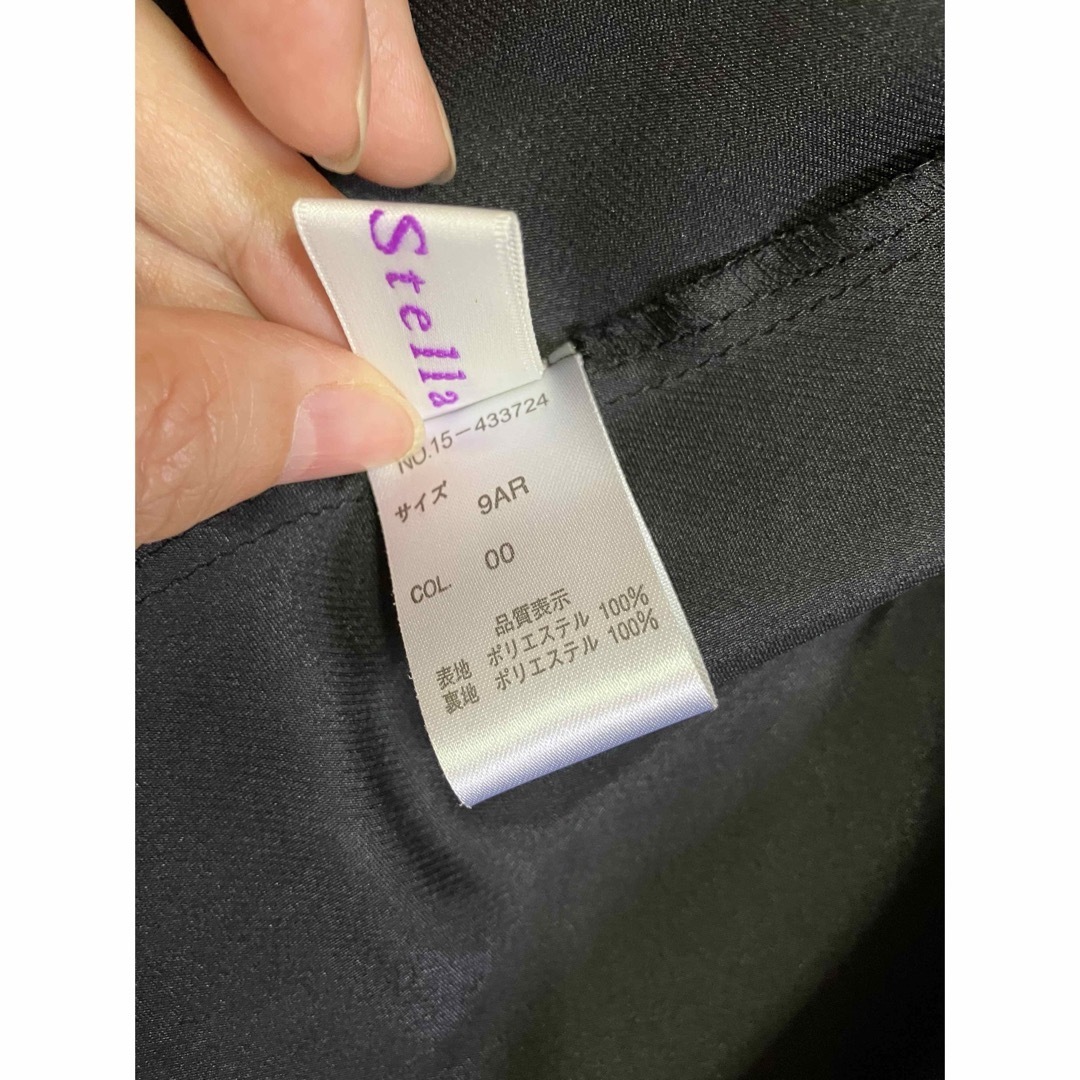 Stella
NO.15-433724
サイズ 9AR
COL. 00
品質表示
表地 ポリエステル 100%
裏地 ポリエステル 100%